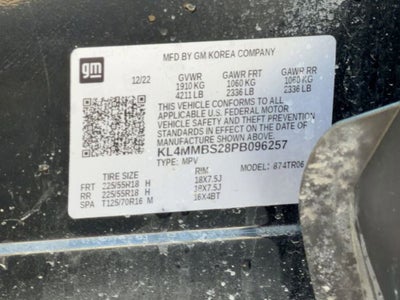 gm
MFD BY GM KOREA COMPANY
12/22 GVWR GAWR FRT GAWR RR
1910 KG 1060 KG 1060 KG
4211 LB 2336 LB 2336 LB
THIS VEHICLE CONFORMS TO ALL
APPLICABLE U.S. FEDERAL MOTOR
VEHICLE SAFETY AND THEFT PREVENTION
STANDARDS IN EFFECT ON THE DATE OF
MANUFACTURE SHOWN ABOVE.
KL4MMBS28PB096257
TYPE: MPV MODEL: 874TR06
TIRE SIZE RIM
FRT 225/55R18 H 18X7.5J
RR 225/55R18 H 18X7.5J
SPA T125/70R16 M 16X4BT